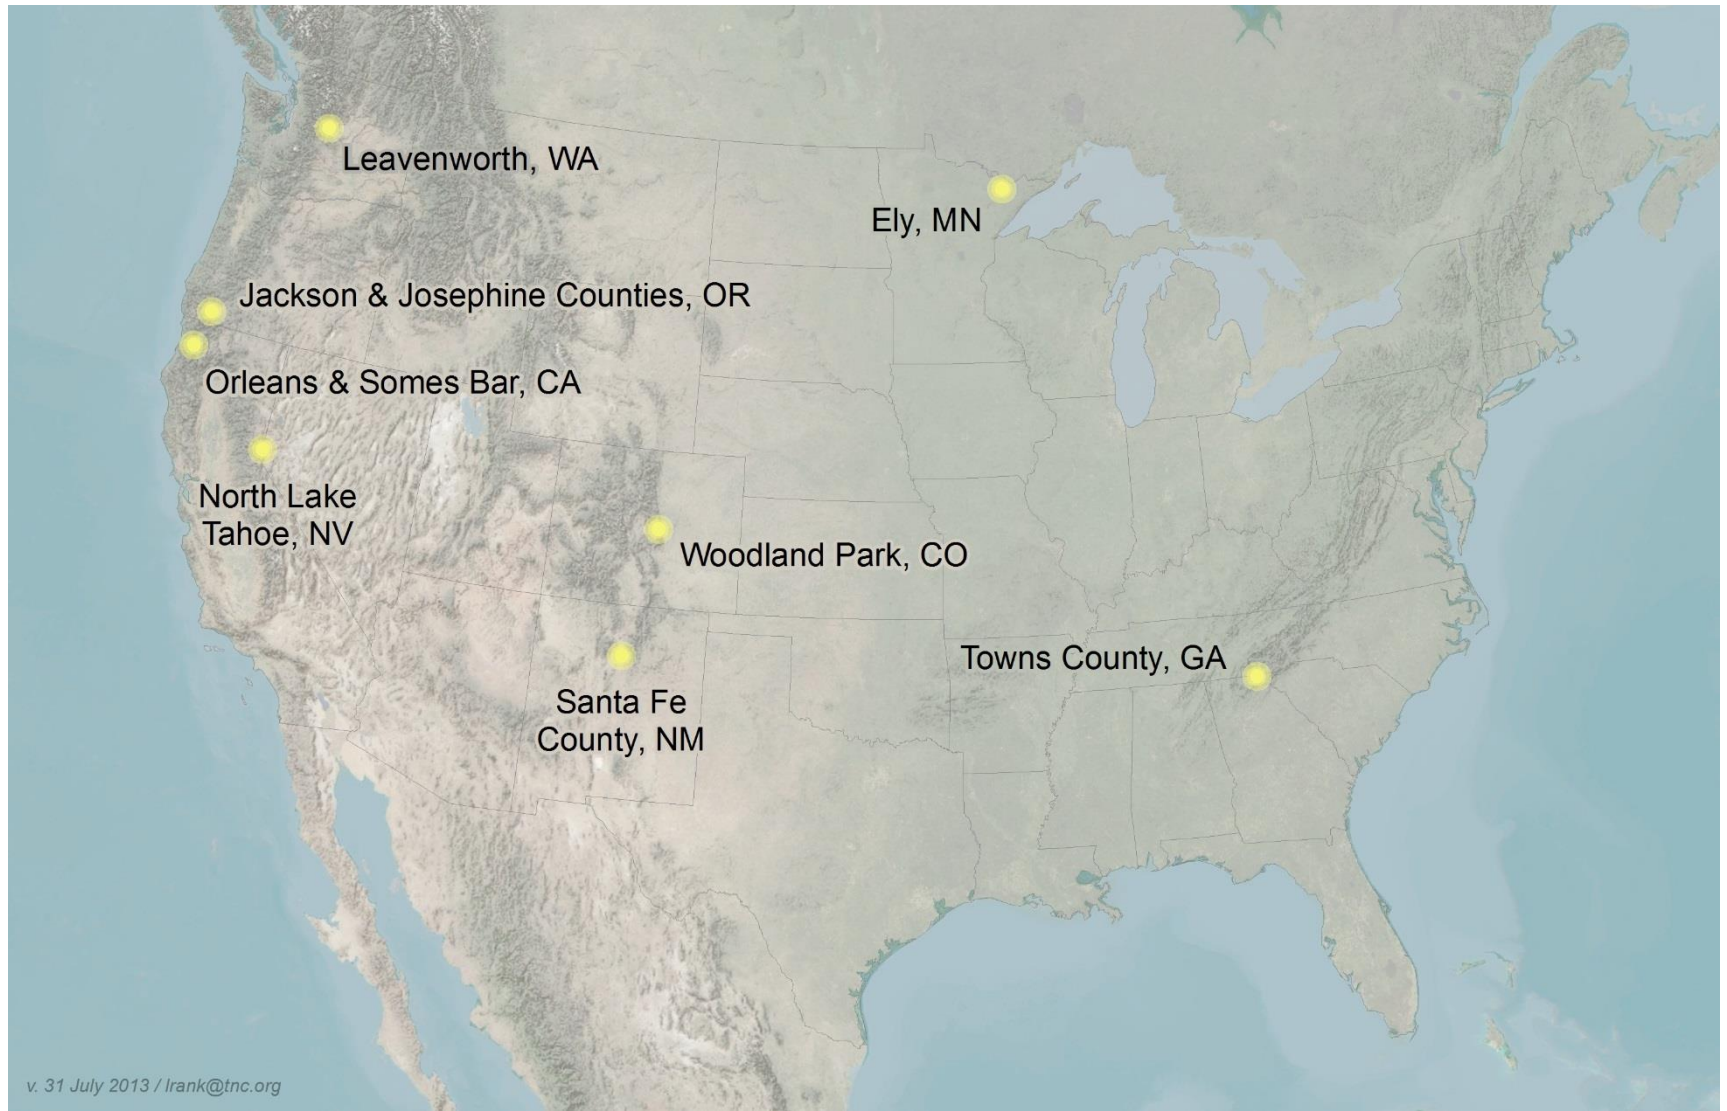 Leavenworth, WA
Ely, MN
Jackson & Josephine Counties, OR
Orleans & Somes Bar, CA
North Lake
Tahoe, NV
Woodland Park, CO
Towns County, GA
Santa Fe
County, NM
v. 31 July 2013 / lrank@tnc.org